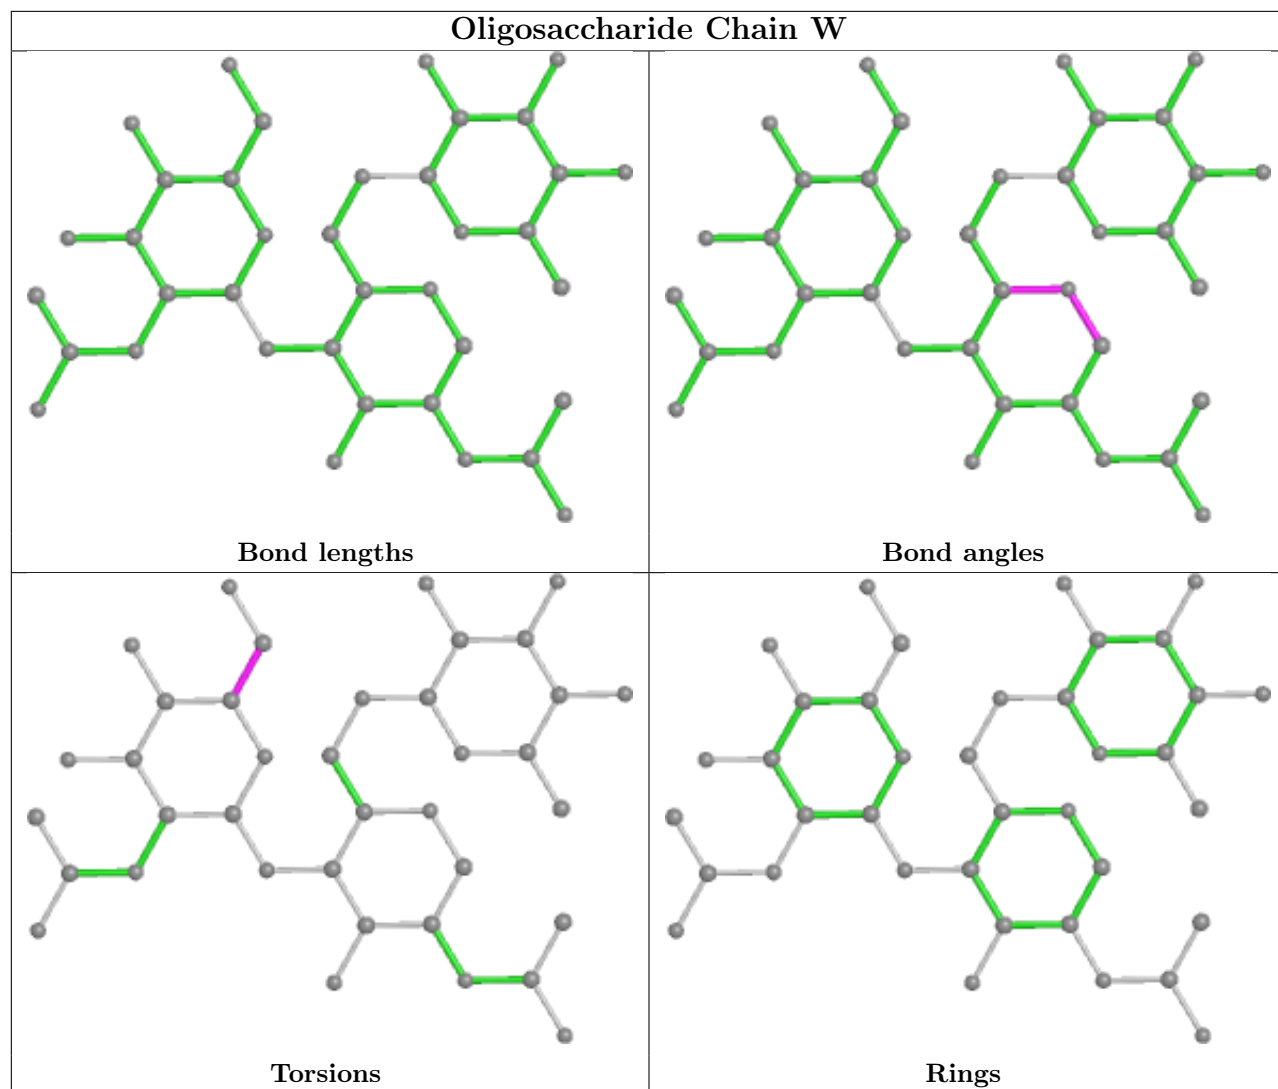 Oligosaccharide Chain W
Bond lengths
Bond angles
Torsions
Rings